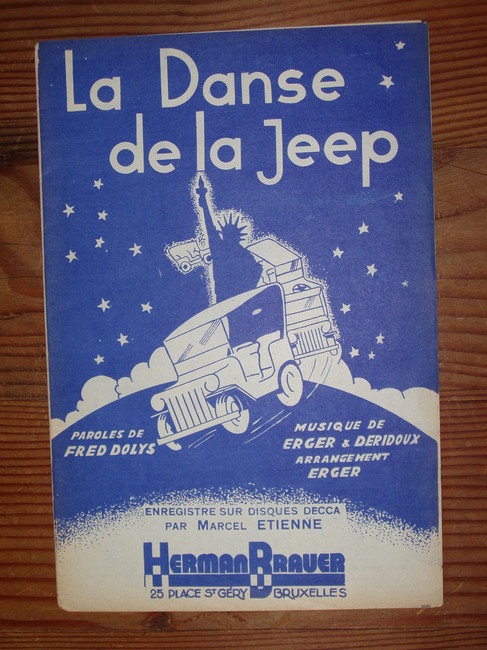 La Danse
de la Jeep
PAROLES DE
FRED DOLYS
MUSIQUE DE
ERGER & DERIDOUX
ARRANGEMENT
ERGER
ENREGISTRE SUR DISQUES DECCA
PAR MARCEL ETIENNE
HERMAN BRAUER
25 PLACE ST GÉRY BRUXELLES